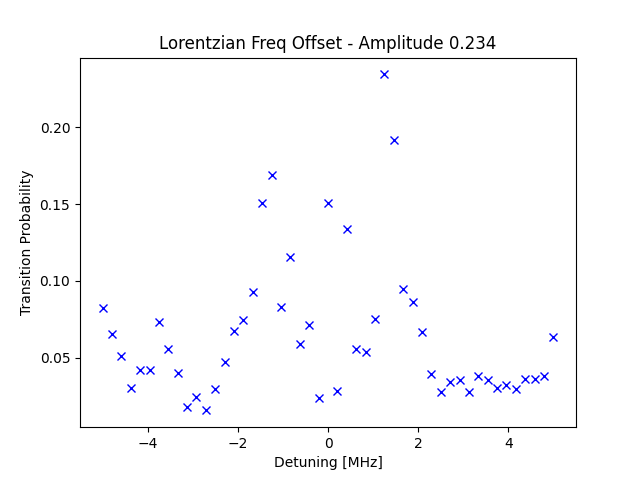 Lorentzian Freq Offset - Amplitude 0.234
Transition Probability
0.20
0.15
0.10
0.05
−4 −2 0 2 4
Detuning [MHz]